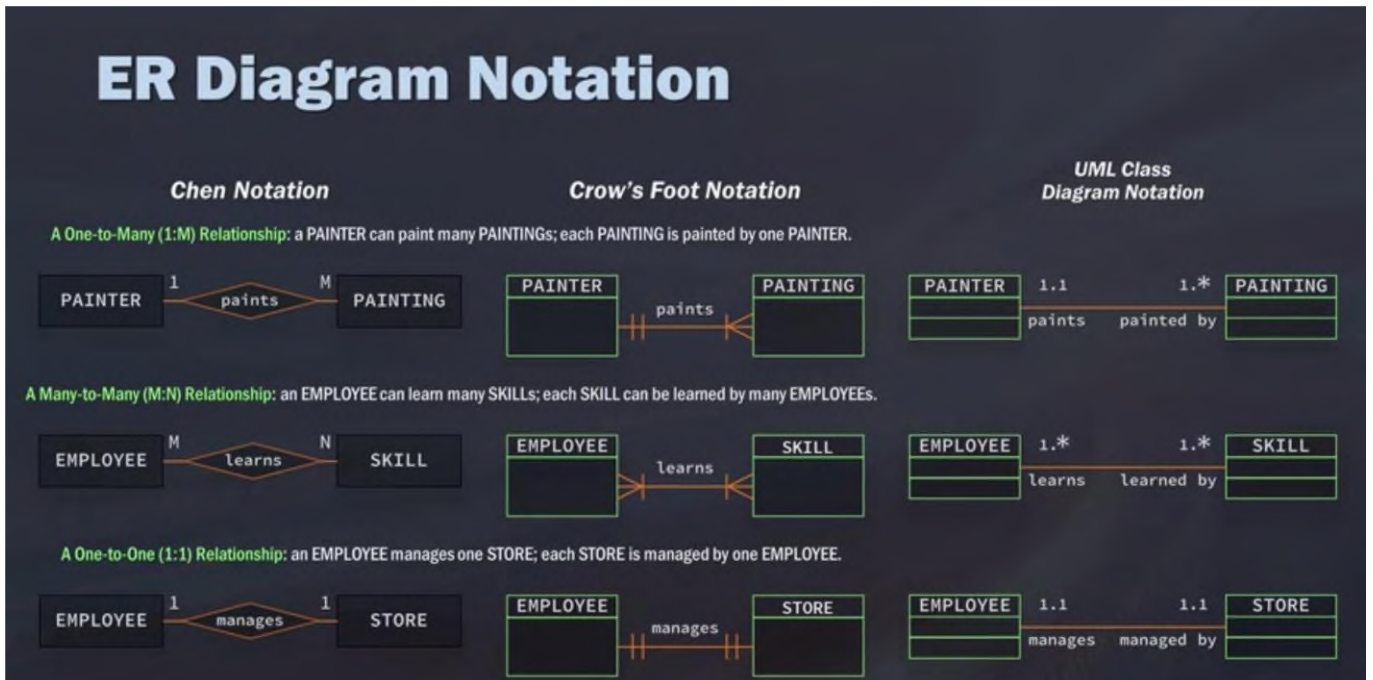 ER Diagram Notation
Chen Notation
Crow's Foot Notation
UML Class
Diagram Notation
A One-to-Many (1:M) Relationship: a PAINTER can paint many PAINTINGs; each PAINTING is painted by one PAINTER.
PAINTER
1
paints
M
PAINTING
PAINTER
paints
PAINTING
PAINTER
1.1
1.*
PAINTING
paints
painted by
A Many-to-Many (M:N) Relationship: an EMPLOYEE can learn many SKILLs; each SKILL can be learned by many EMPLOYEEs.
EMPLOYEE
M
learns
N
SKILL
EMPLOYEE
learns
SKILL
EMPLOYEE
1.*
1.*
SKILL
learns
learned by
A One-to-One (1:1) Relationship: an EMPLOYEE manages one STORE; each STORE is managed by one EMPLOYEE.
EMPLOYEE
1
manages
1
STORE
EMPLOYEE
manages
STORE
EMPLOYEE
1.1
1.1
STORE
manages
managed by